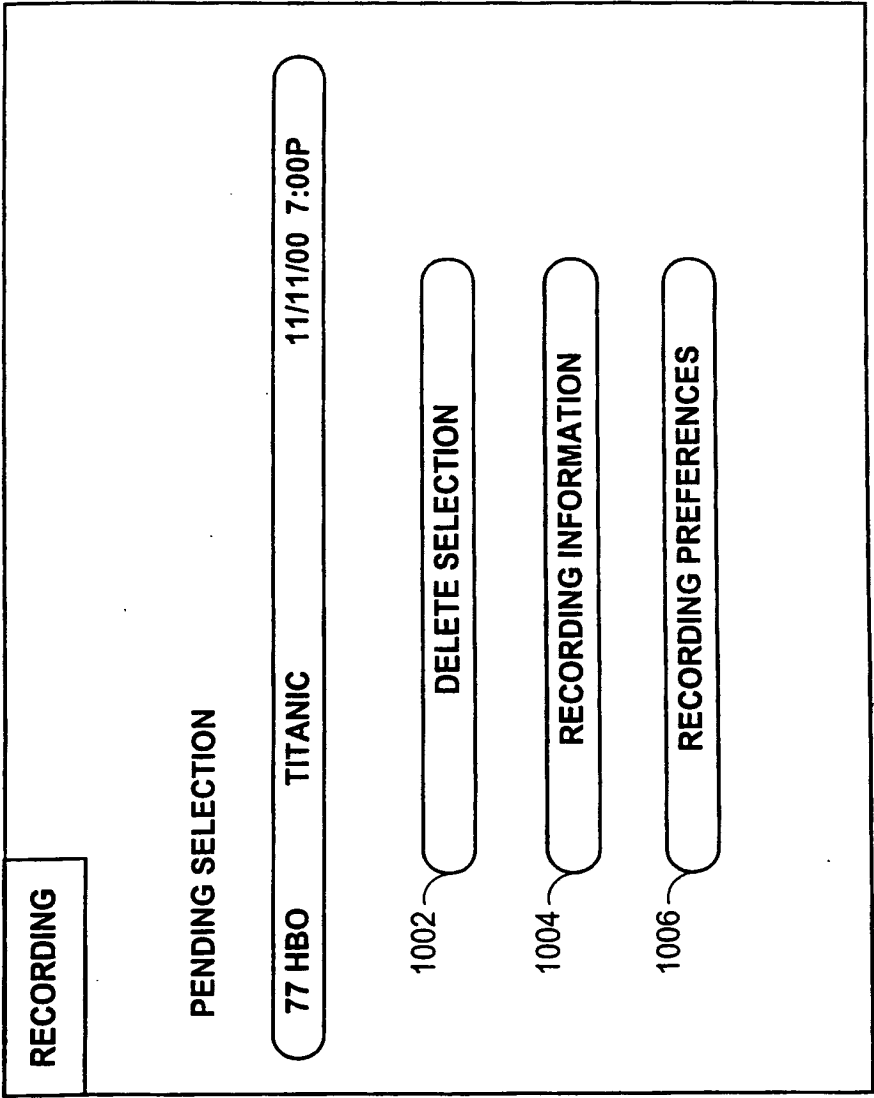 RECORDING
PENDING SELECTION
77 HBO TITANIC 11/11/00 7:00P
1002 DELETE SELECTION
1004 RECORDING INFORMATION
1006 RECORDING PREFERENCES